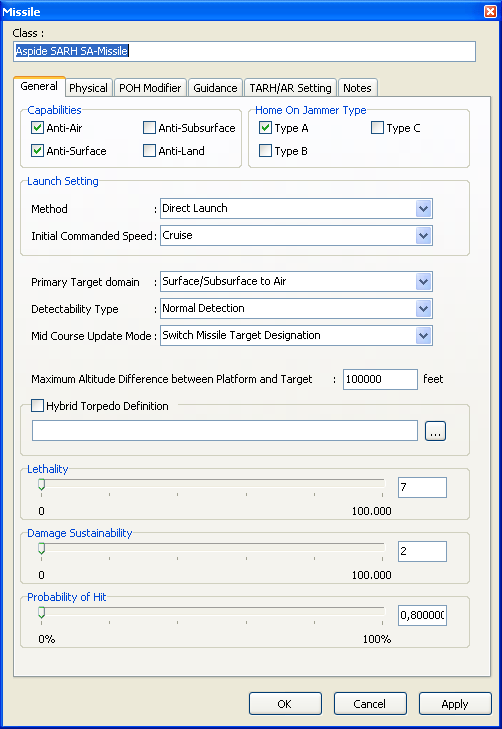 Missile
Class :
Aspide SARH SA-Missile
General Physical POH Modifier Guidance TARH/AR Setting Notes
Capabilities Home On Jammer Type
Anti-Air Anti-Subsurface Type A Type C
Anti-Surface Anti-Land Type B
Launch Setting
Method : Direct Launch
Initial Commanded Speed : Cruise
Primary Target domain : Surface/Subsurface to Air
Detectability Type : Normal Detection
Mid Course Update Mode : Switch Missile Target Designation
Maximum Altitude Difference between Platform and Target : 100000 feet
Hybrid Torpedo Definition
...
Lethality
7
0 100.000
Damage Sustainability
2
0 100.000
Probability of Hit
0,800000
0% 100%
OK Cancel Apply